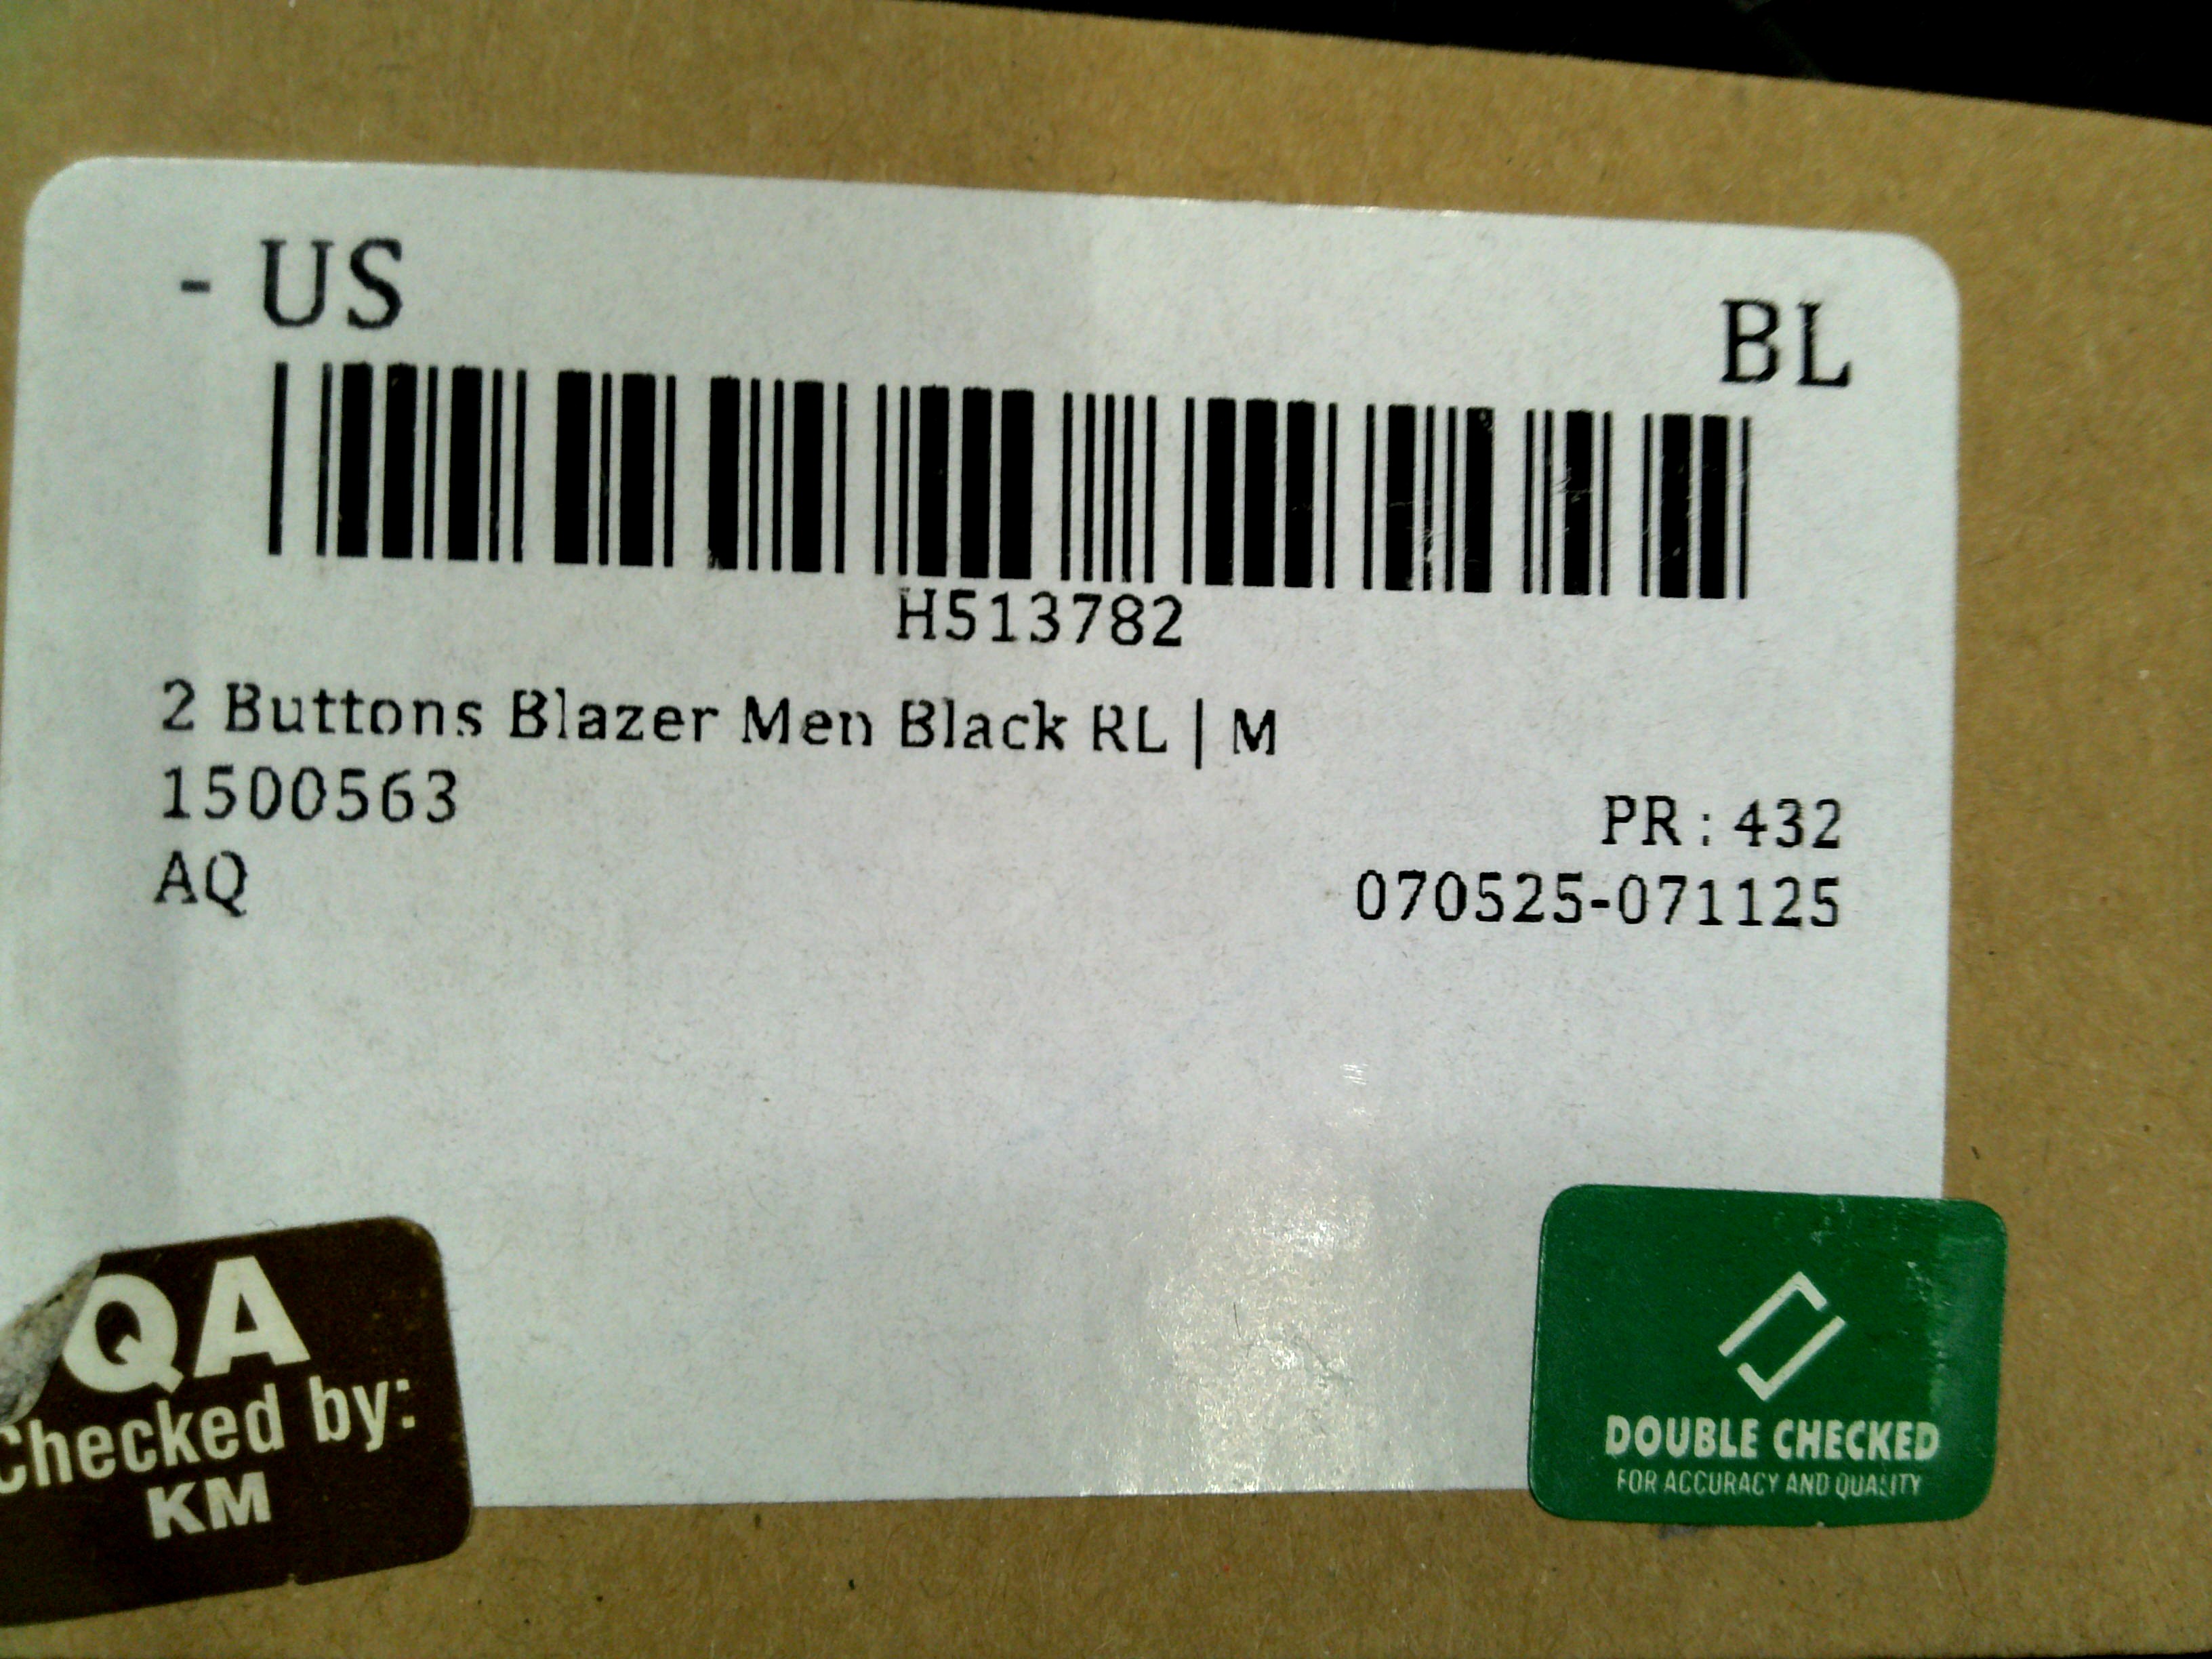 - US
BL
H513782
2 Buttons Blazer Men Black RL | M
1500563
PR : 432
AQ
070525-071125
QA
Checked by:
KM
DOUBLE CHECKED
FOR ACCURACY AND QUALITY